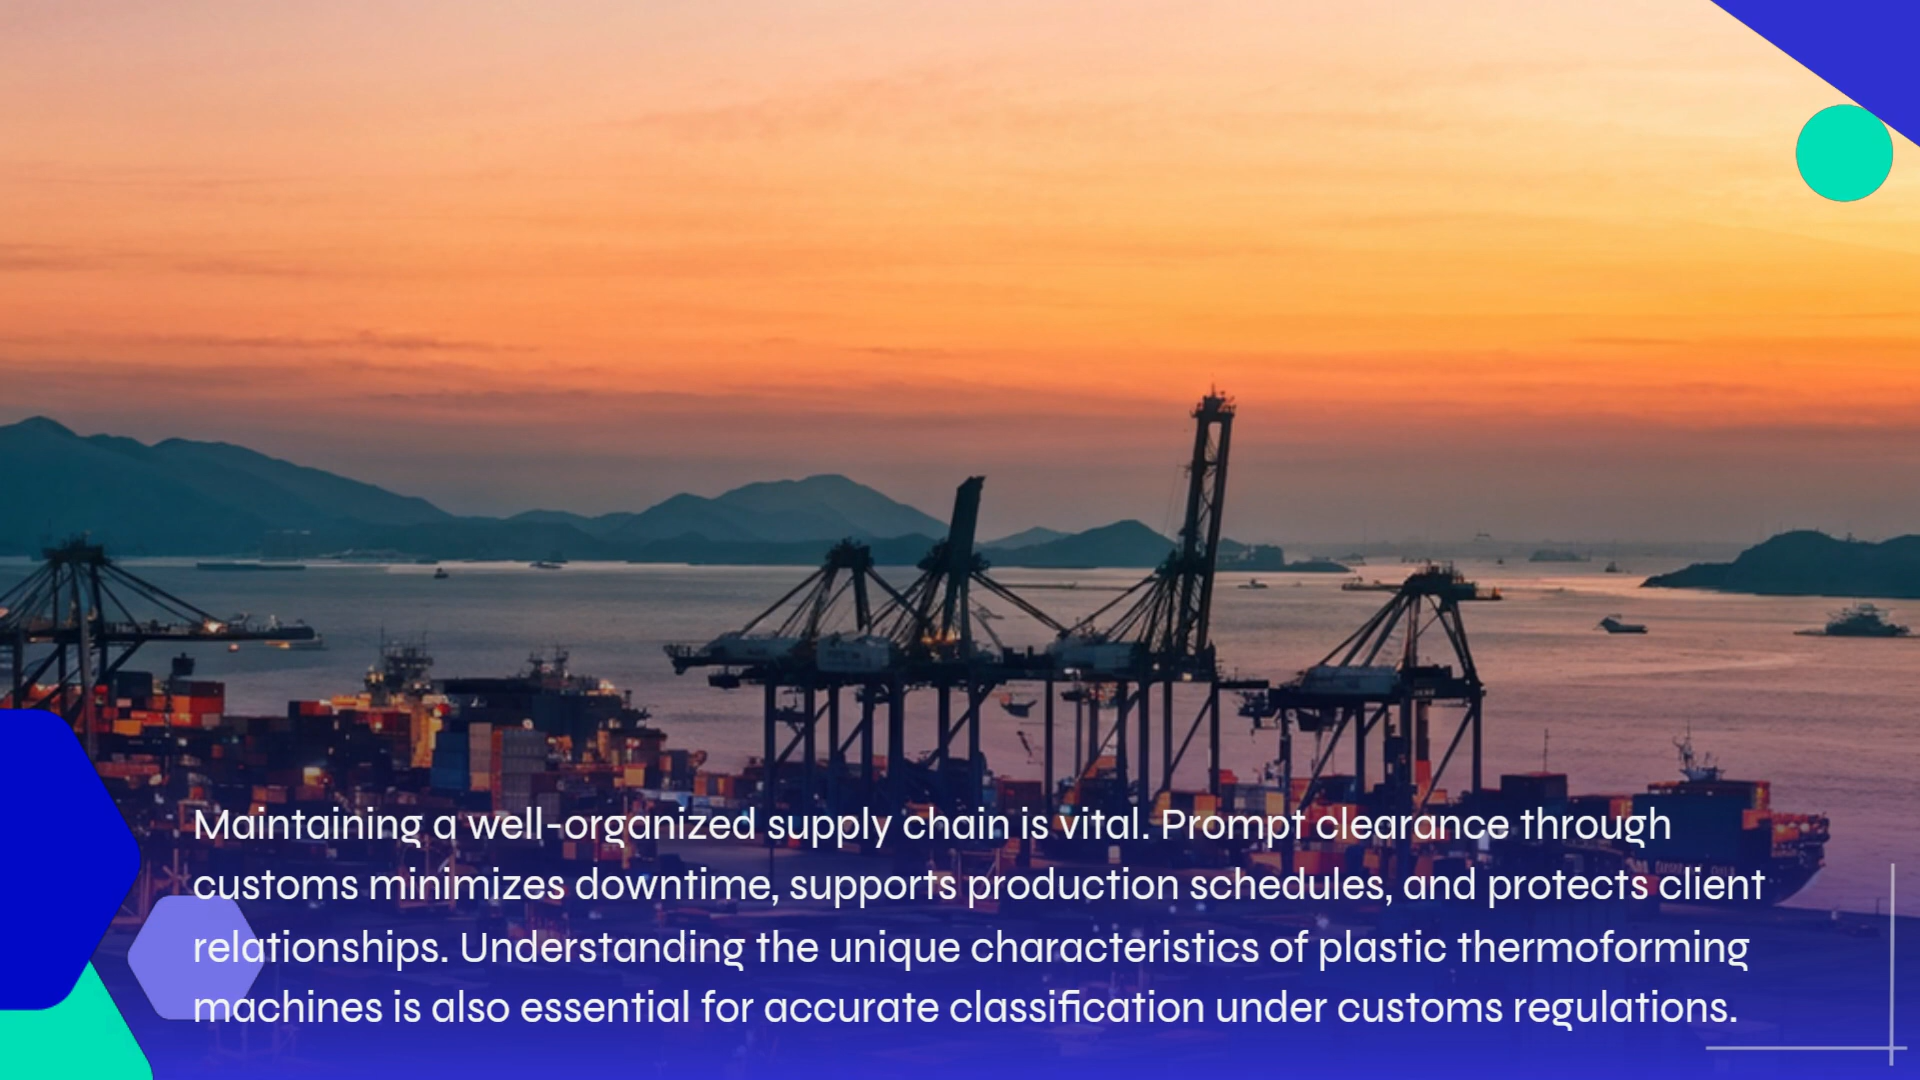 Maintaining a well-organized supply chain is vital. Prompt clearance through
customs minimizes downtime, supports production schedules, and protects client
relationships. Understanding the unique characteristics of plastic thermoforming
machines is also essential for accurate classification under customs regulations.